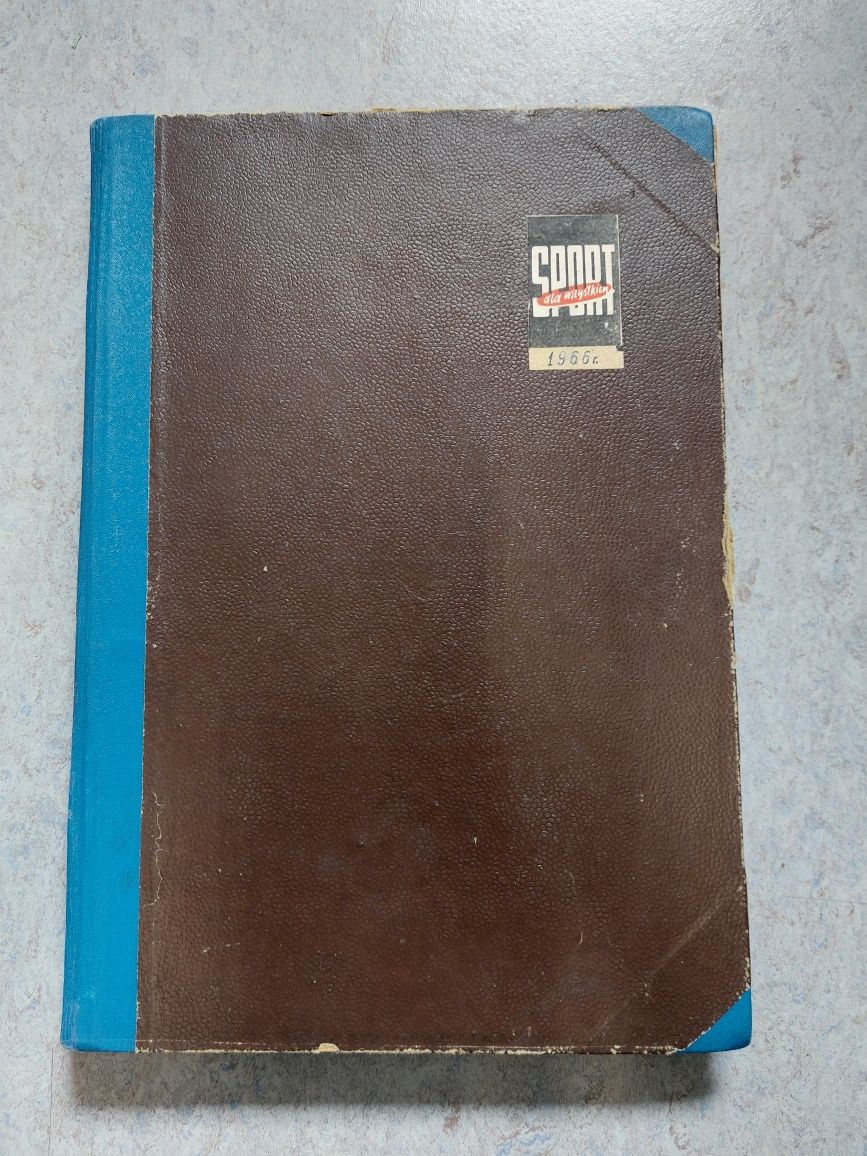 SPORT
dla wszystkich
1966r.